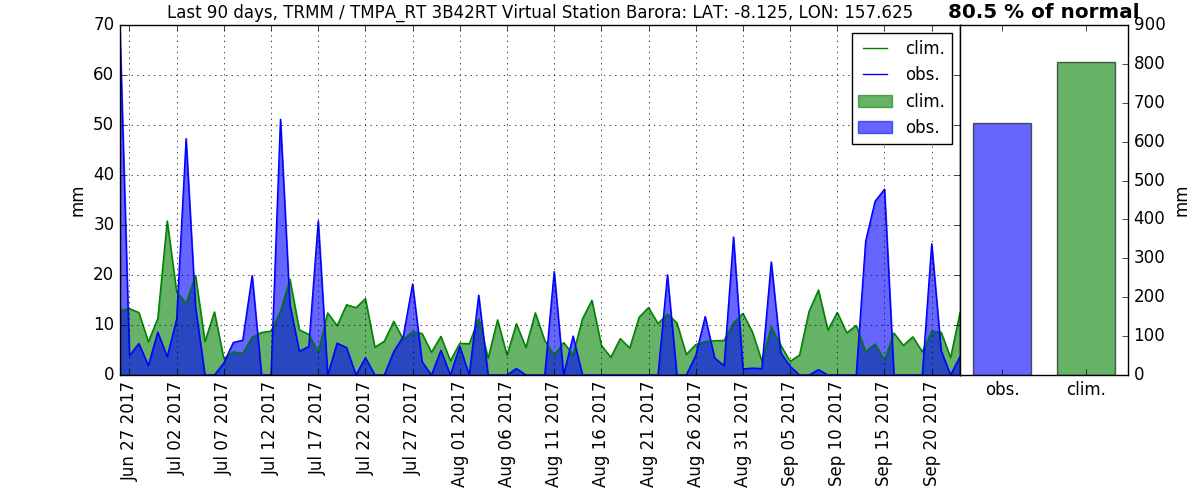 Last 90 days, TRMM / TMPA_RT 3B42RT Virtual Station Barora: LAT: -8.125, LON: 157.625
80.5 % of normal
70
60
50
40
30
20
10
0
mm
clim.
obs.
clim.
obs.
900
800
700
600
500
400
300
200
100
0
mm
obs.
clim.
Jun 27 2017
Jul 02 2017
Jul 07 2017
Jul 12 2017
Jul 17 2017
Jul 22 2017
Jul 27 2017
Aug 01 2017
Aug 06 2017
Aug 11 2017
Aug 16 2017
Aug 21 2017
Aug 26 2017
Aug 31 2017
Sep 05 2017
Sep 10 2017
Sep 15 2017
Sep 20 2017